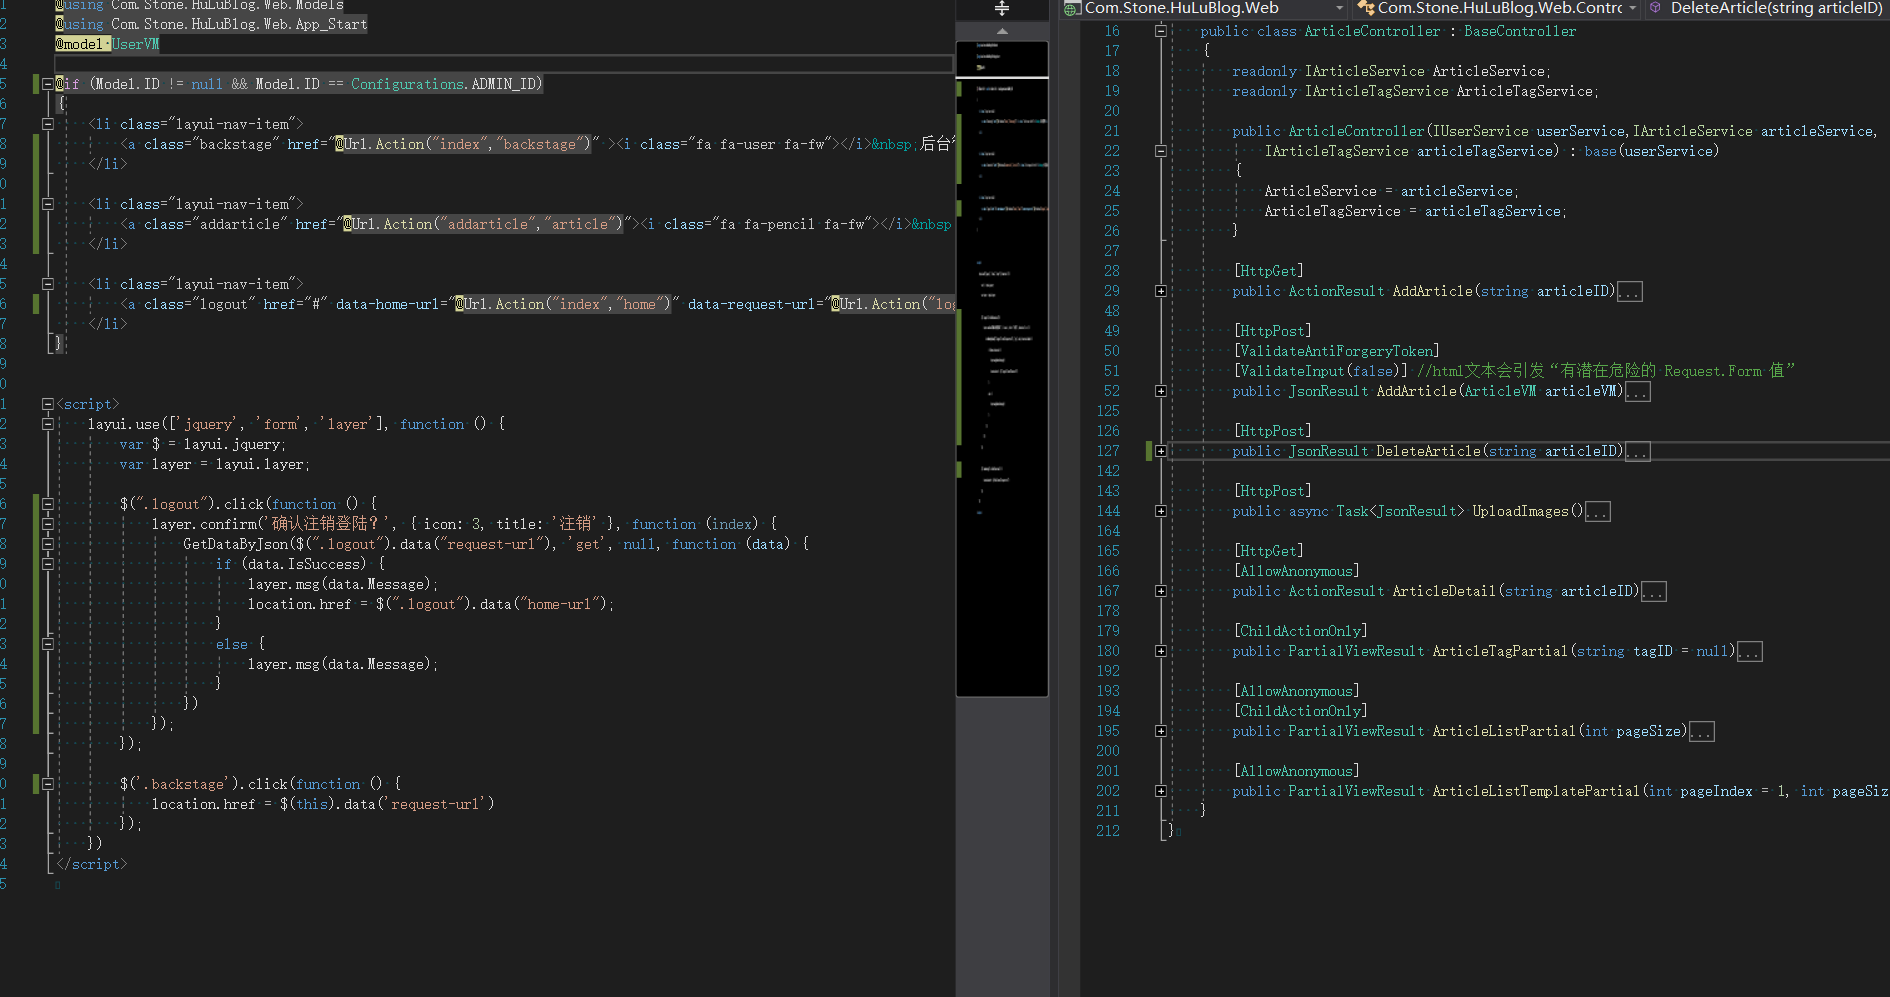 @using Com.Stone.HuLuBlog.Web.Models
@using Com.Stone.HuLuBlog.Web.App_Start
@model UserVM
@if (Model.ID != null && Model.ID == Configurations.ADMIN_ID)
{
<li class="layui-nav-item">
<a class="backstage" href="@Url.Action("index","backstage")" ><i class="fa fa-user fa-fw"></i>&nbsp;后台
</li>
<li class="layui-nav-item">
<a class="addarticle" href="@Url.Action("addarticle","article")"><i class="fa fa-pencil fa-fw"></i>&nbsp
</li>
<li class="layui-nav-item">
<a class="logout" href="#" data-home-url="@Url.Action("index","home")" data-request-url="@Url.Action("log
</li>
}
<script>
layui.use(['jquery', 'form', 'layer'], function () {
var $ = layui.jquery;
var layer = layui.layer;
$(".logout").click(function () {
layer.confirm('确认注销登陆？', { icon: 3, title: '注销' }, function (index) {
GetDataByJson($(".logout").data("request-url"), 'get', null, function (data) {
if (data.IsSuccess) {
layer.msg(data.Message);
location.href = $(".logout").data("home-url");
}
else {
layer.msg(data.Message);
}
})
});
});
$('.backstage').click(function () {
location.href = $(this).data('request-url')
});
})
</script>
Com.Stone.HuLuBlog.Web Com.Stone.HuLuBlog.Web.Contro DeleteArticle(string articleID)
16 public class ArticleController : BaseController
17 {
18 readonly IArticleService ArticleService;
19 readonly IArticleTagService ArticleTagService;
20
21 public ArticleController(IUserService userService,IArticleService articleService,
22 IArticleTagService articleTagService) : base(userService)
23 {
24 ArticleService = articleService;
25 ArticleTagService = articleTagService;
26 }
27
28 [HttpGet]
29 public ActionResult AddArticle(string articleID)...
48
49 [HttpPost]
50 [ValidateAntiForgeryToken]
51 [ValidateInput(false)] //html文本会引发“有潜在危险的 Request.Form 值”
52 public JsonResult AddArticle(ArticleVM articleVM)...
125
126 [HttpPost]
127 public JsonResult DeleteArticle(string articleID)...
142
143 [HttpPost]
144 public async Task<JsonResult> UploadImages()...
164
165 [HttpGet]
166 [AllowAnonymous]
167 public ActionResult ArticleDetail(string articleID)...
178
179 [ChildActionOnly]
180 public PartialViewResult ArticleTagPartial(string tagID = null)...
192
193 [AllowAnonymous]
194 [ChildActionOnly]
195 public PartialViewResult ArticleListPartial(int pageSize)...
200
201 [AllowAnonymous]
202 public PartialViewResult ArticleListTemplatePartial(int pageIndex = 1, int pageSiz
211 }
212 }